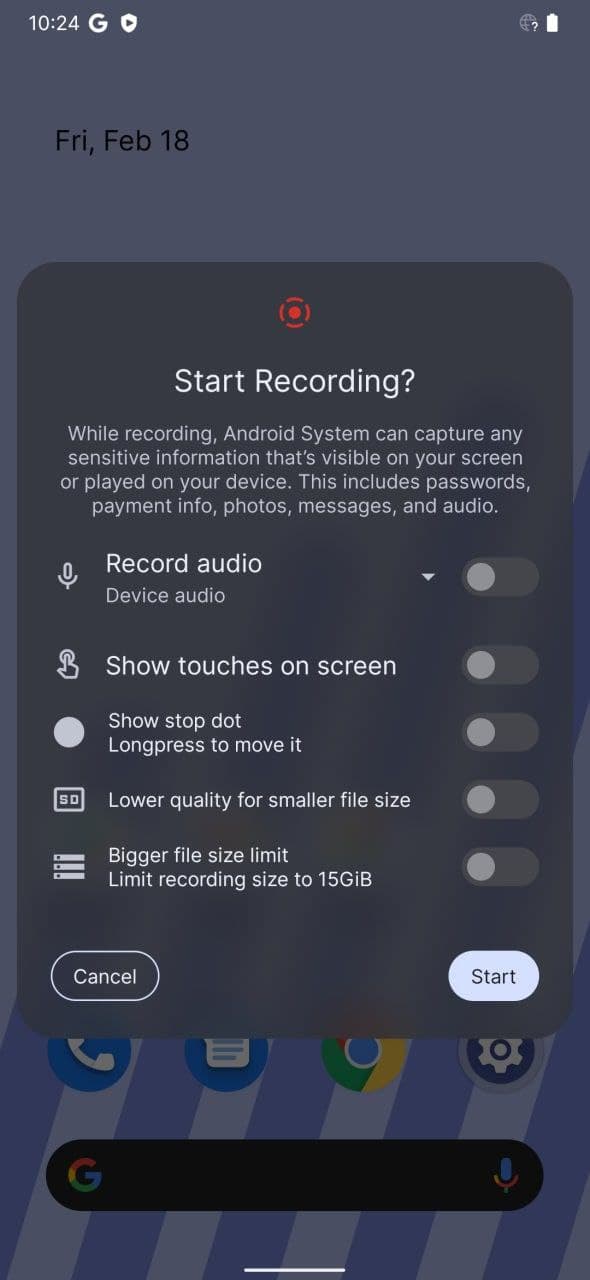 10:24
Fri, Feb 18
Start Recording?
While recording, Android System can capture any
sensitive information that’s visible on your screen
or played on your device. This includes passwords,
payment info, photos, messages, and audio.
Record audio
Device audio
Show touches on screen
Show stop dot
Longpress to move it
SD
Lower quality for smaller file size
Bigger file size limit
Limit recording size to 15GiB
Cancel
Start